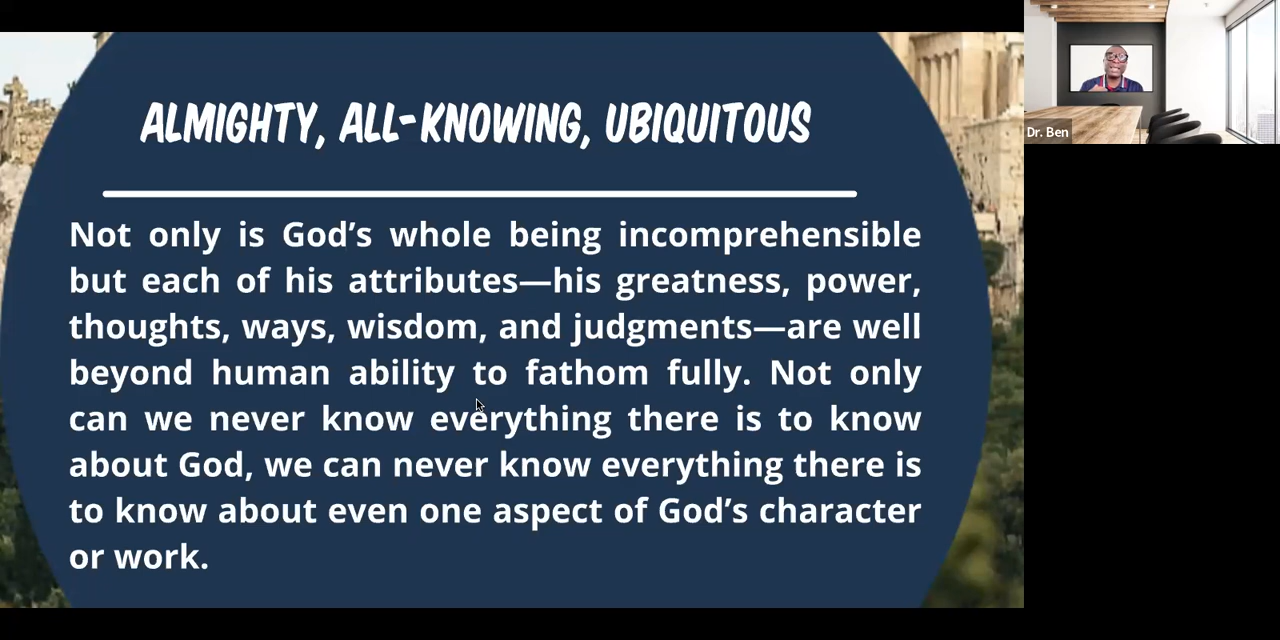 ALMIGHTY, ALL-KNOWING, UBIQUITOUS
Not only is God’s whole being incomprehensible
but each of his attributes—his greatness, power,
thoughts, ways, wisdom, and judgments—are well
beyond human ability to fathom fully. Not only
can we never know everything there is to know
about God, we can never know everything there is
to know about even one aspect of God’s character
or work.
Dr. Ben